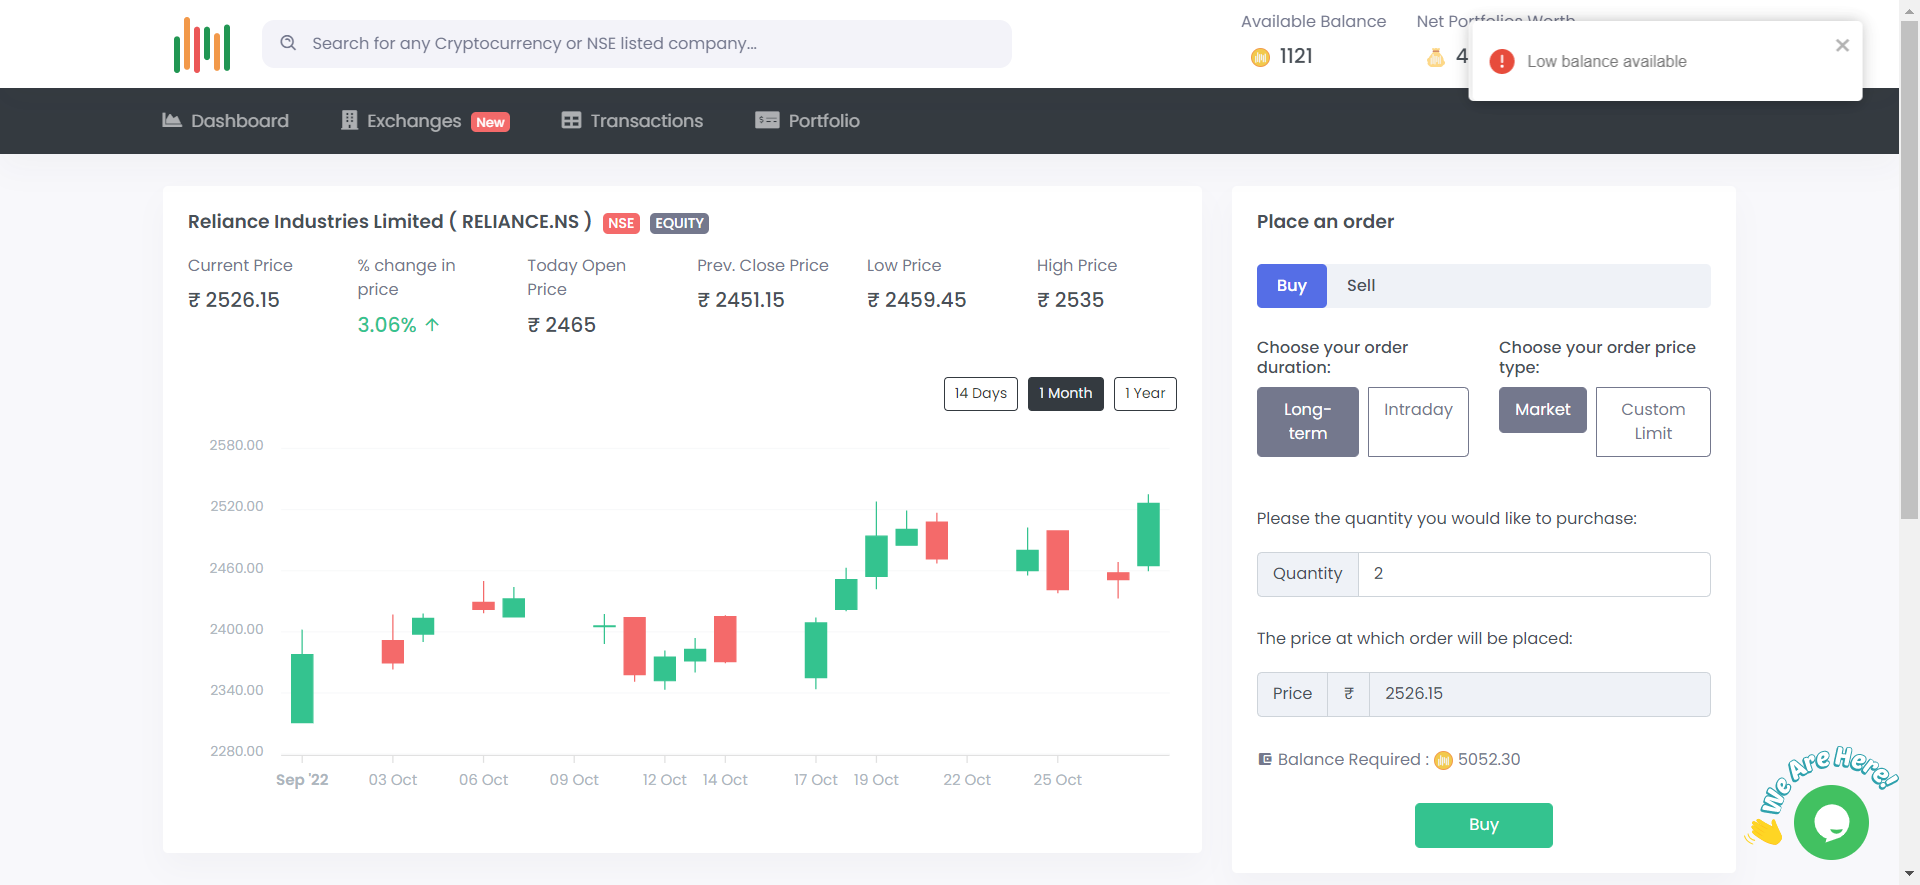 Search for any Cryptocurrency or NSE listed company...
Available Balance
1121
Net Portfolios Worth
4
Low balance available
Dashboard
Exchanges New
Transactions
Portfolio
Reliance Industries Limited ( RELIANCE.NS ) NSE EQUITY
Current Price
₹ 2526.15
% change in
price
3.06%
Today Open
Price
₹ 2465
Prev. Close Price
₹ 2451.15
Low Price
₹ 2459.45
High Price
₹ 2535
14 Days
1 Month
1 Year
2580.00
2520.00
2460.00
2400.00
2340.00
2280.00
Sep '22
03 Oct
06 Oct
09 Oct
12 Oct
14 Oct
17 Oct
19 Oct
22 Oct
25 Oct
Place an order
Buy
Sell
Choose your order
duration:
Long-
term
Intraday
Choose your order price
type:
Market
Custom
Limit
Please the quantity you would like to purchase:
Quantity
2
The price at which order will be placed:
Price
₹
2526.15
Balance Required : 5052.30
Buy
We Are Here!